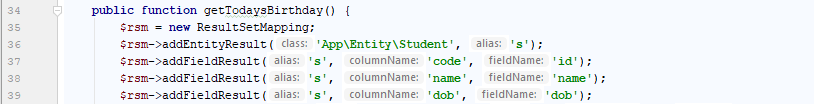 34 public function getTodaysBirthday() {
35 $rsm = new ResultSetMapping;
36 $rsm->addEntityResult( class: 'App\Entity\Student', alias: 's');
37 $rsm->addFieldResult( alias: 's', columnName: 'code', fieldName: 'id');
38 $rsm->addFieldResult( alias: 's', columnName: 'name', fieldName: 'name');
39 $rsm->addFieldResult( alias: 's', columnName: 'dob', fieldName: 'dob');